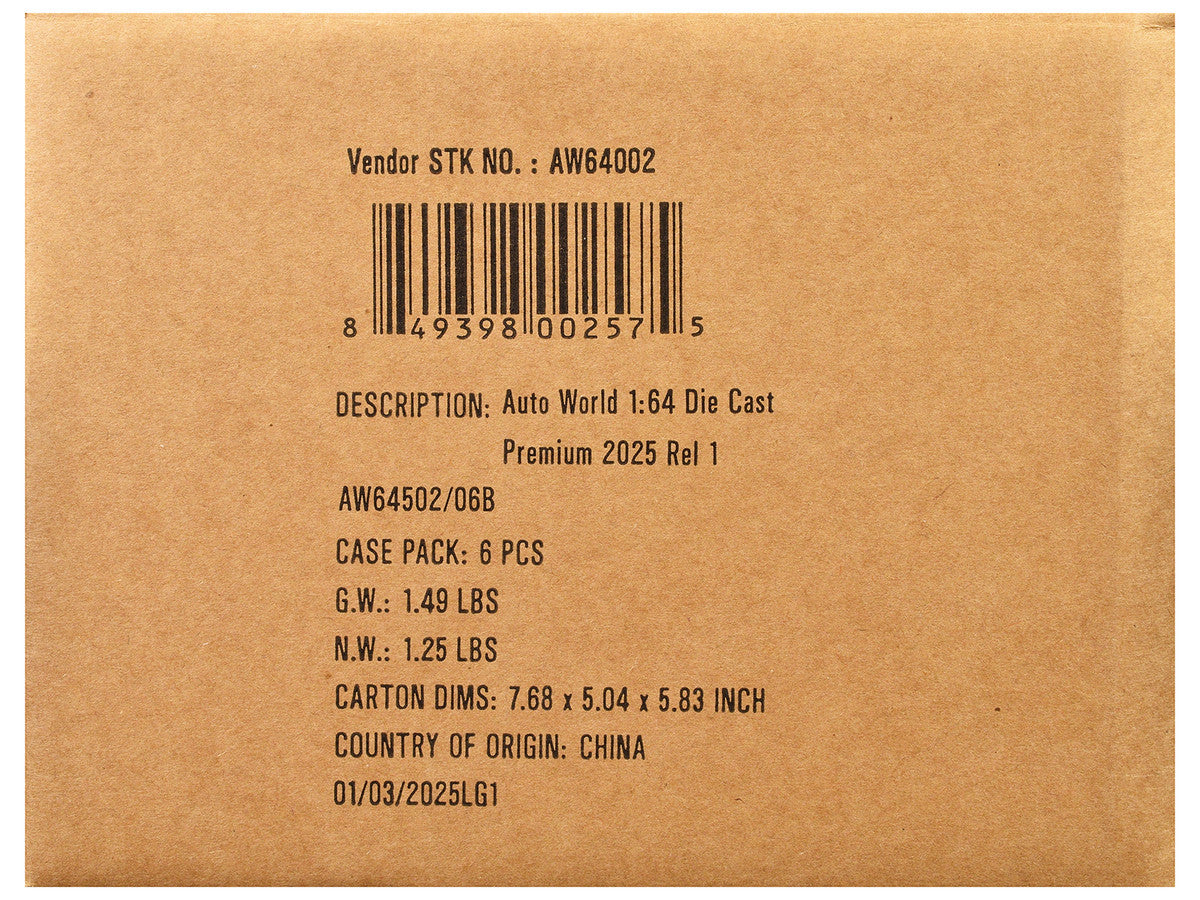 Vendor STK NO. : AW64002
8 49398 00257 5
DESCRIPTION: Auto World 1:64 Die Cast
Premium 2025 Rel 1
AW64502/06B
CASE PACK: 6 PCS
G.W.: 1.49 LBS
N.W.: 1.25 LBS
CARTON DIMS: 7.68 x 5.04 x 5.83 INCH
COUNTRY OF ORIGIN: CHINA
01/03/2025LG1